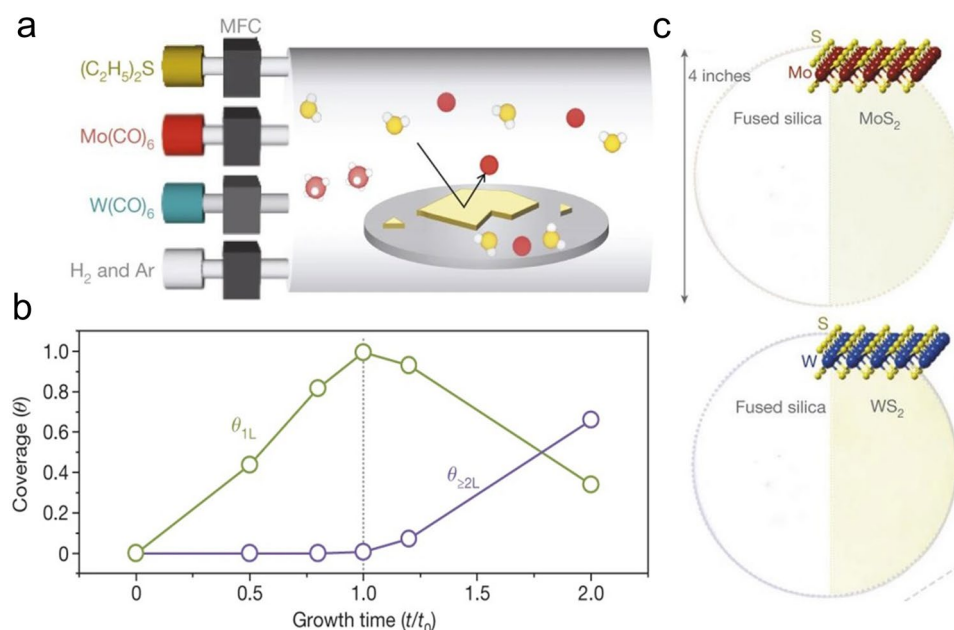 a
MFC
(C₂H₅)₂S
Mo(CO)₆
W(CO)₆
H₂ and Ar
b
Coverage (θ)
1.0
0.8
0.6
0.4
0.2
0
θ₁L
θ≥2L
0 0.5 1.0 1.5 2.0
Growth time (t/t₀)
c
4 inches
S
Mo
Fused silica MoS₂
S
W
Fused silica WS₂